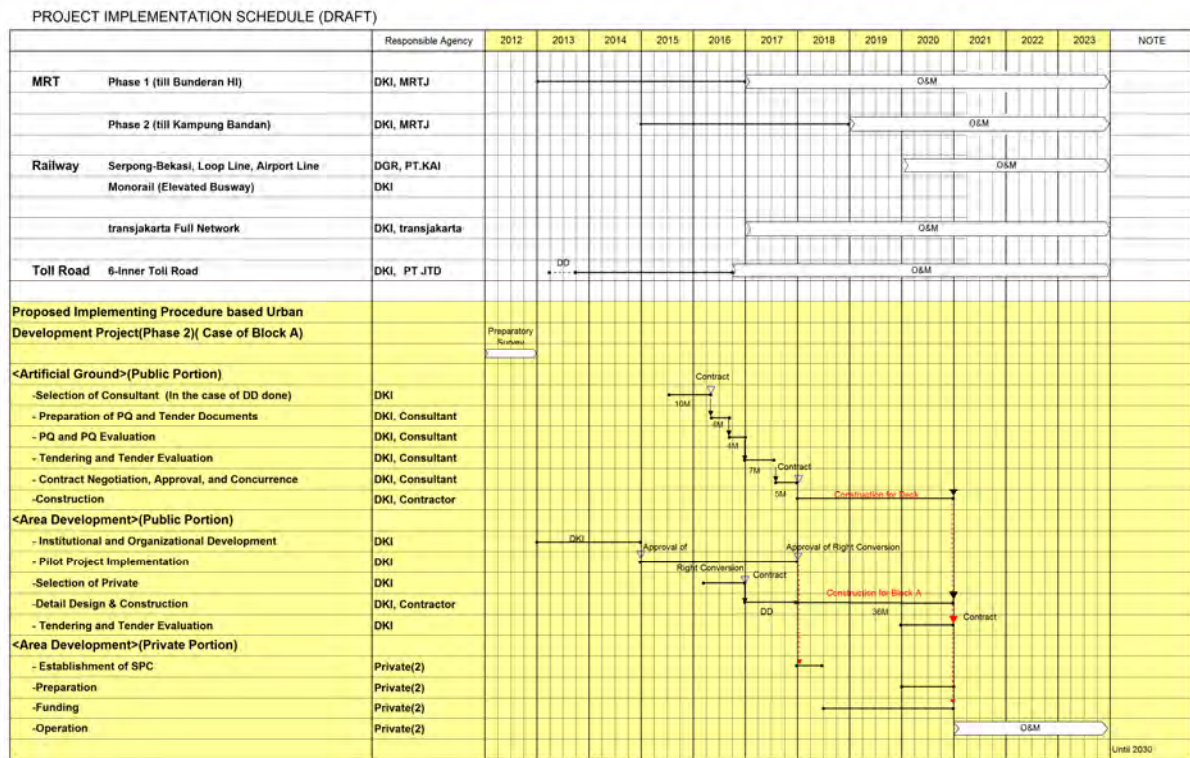 PROJECT IMPLEMENTATION SCHEDULE (DRAFT)
Responsible Agency 2012 2013 2014 2015 2016 2017 2018 2019 2020 2021 2022 2023 NOTE
MRT Phase 1 (till Bunderan HI) DKI, MRTJ O&M
Phase 2 (till Kampung Bandan) DKI, MRTJ O&M
Railway Serpong-Bekasi, Loop Line, Airport Line DGR, PT.KAI O&M
Monorail (Elevated Busway) DKI
transjakarta Full Network DKI, transjakarta O&M
DD
Toll Road 6-Inner Toll Road DKI, PT JTD O&M
Proposed Implementing Procedure based Urban
Development Project(Phase 2)( Case of Block A) Preparatory
Survey
<Artificial Ground>(Public Portion)
Contract
-Selection of Consultant (In the case of DD done) DKI
10M
- Preparation of PQ and Tender Documents DKI, Consultant
4M
- PQ and PQ Evaluation DKI, Consultant
4M
- Tendering and Tender Evaluation DKI, Consultant
7M Contract
- Contract Negotiation, Approval, and Concurrence DKI, Consultant
5M
-Construction DKI, Contractor Construction for Deck
<Area Development>(Public Portion)
- Institutional and Organizational Development DKI DKI
Approval of Approval of Right Conversion
- Pilot Project Implementation DKI
Right Conversion Contract
-Selection of Private DKI
Construction for Block A
-Detail Design & Construction DKI, Contractor
DD 36M Contract
- Tendering and Tender Evaluation DKI
<Area Development>(Private Portion)
- Establishment of SPC Private(2)
-Preparation Private(2)
-Funding Private(2)
-Operation Private(2) O&M
Until 2030